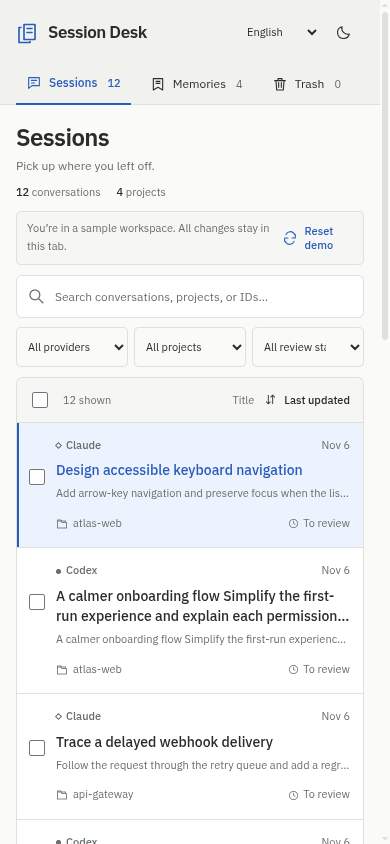 Session Desk
English
Sessions 12
Memories 4
Trash 0
Sessions
Pick up where you left off.
12 conversations 4 projects
You're in a sample workspace. All changes stay in
this tab.
Reset
demo
Search conversations, projects, or IDs...
All providers
All projects
All review sta
12 shown
Title
Last updated
Claude
Nov 6
Design accessible keyboard navigation
Add arrow-key navigation and preserve focus when the lis...
atlas-web
To review
Codex
Nov 6
A calmer onboarding flow Simplify the first-
run experience and explain each permission...
A calmer onboarding flow Simplify the first-run experienc...
atlas-web
To review
Claude
Nov 6
Trace a delayed webhook delivery
Follow the request through the retry queue and add a regr...
api-gateway
To review
Codex
Nov 6